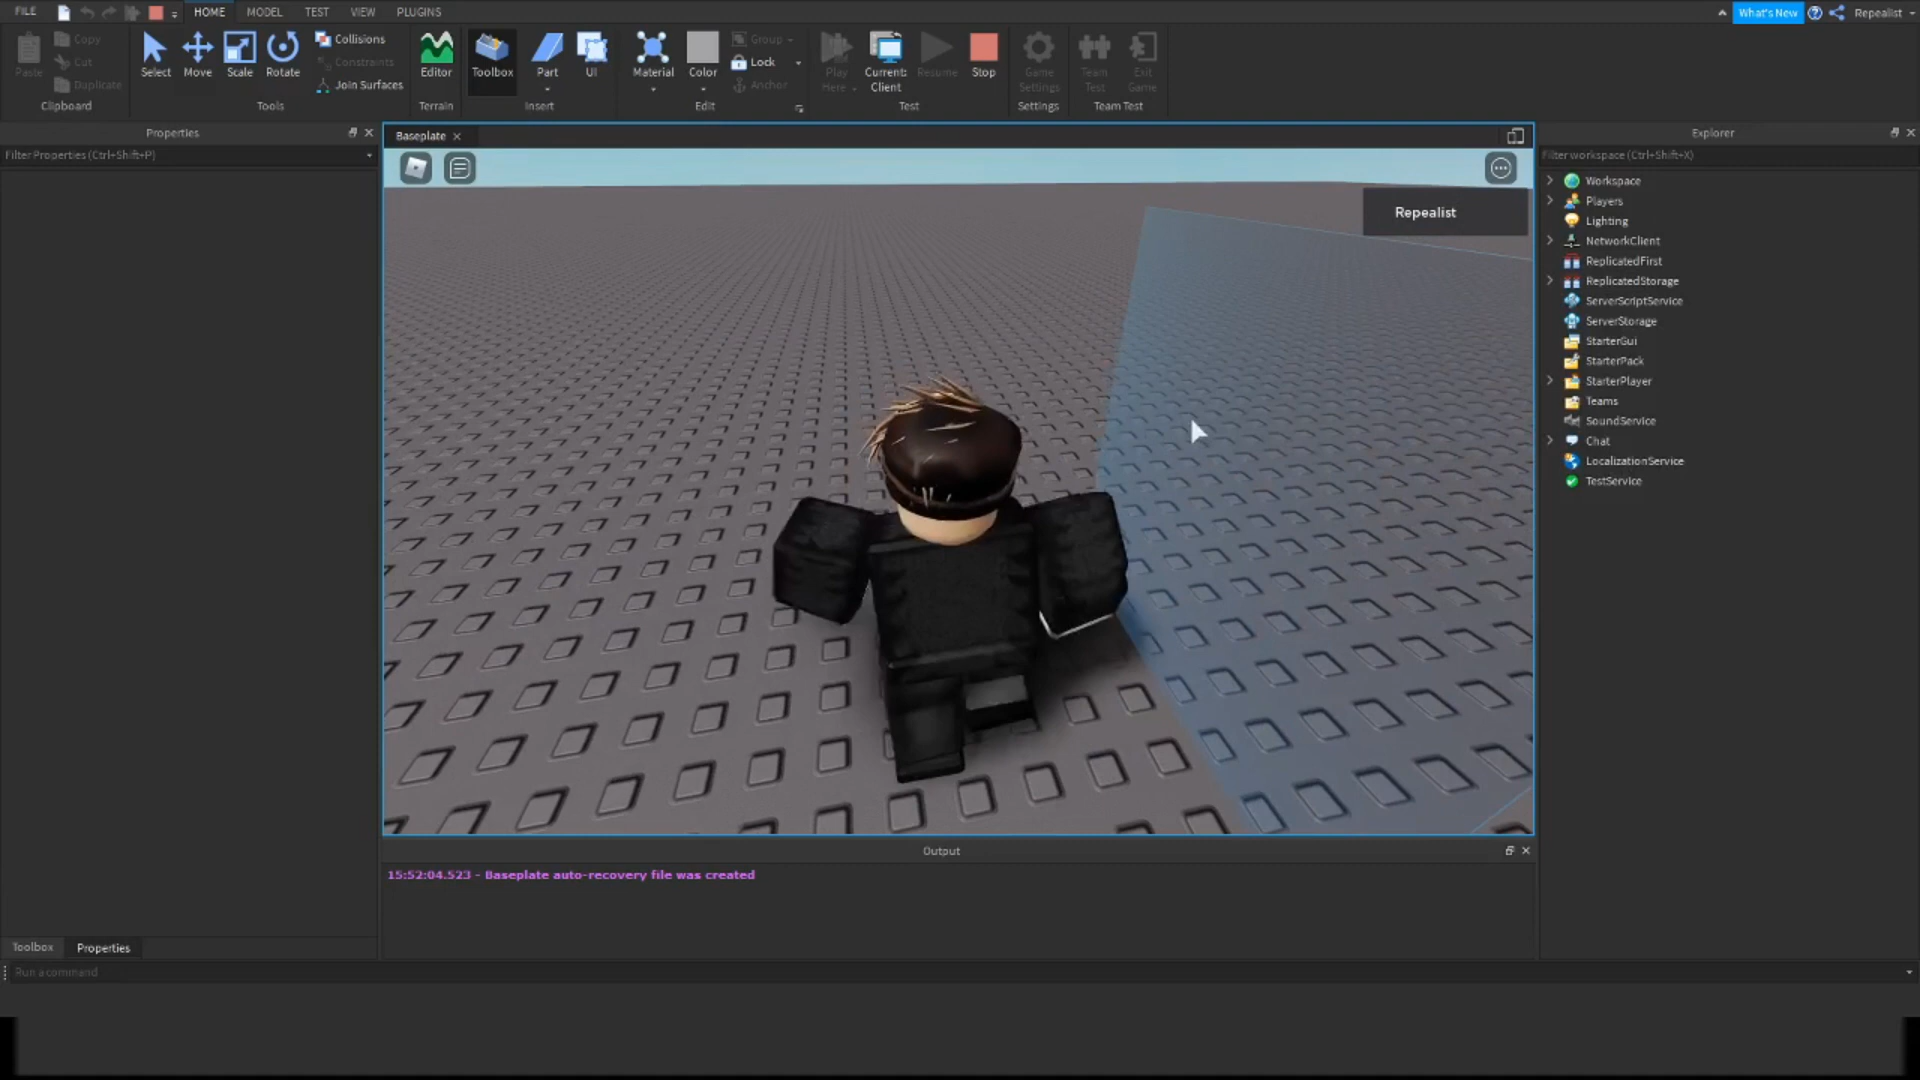 FILE
HOME
MODEL
TEST
VIEW
PLUGINS
What's New
Repealist
Paste
Copy
Cut
Duplicate
Clipboard
Select
Move
Scale
Rotate
Collisions
Constraints
Join Surfaces
Tools
Editor
Terrain
Toolbox
Part
UI
Insert
Material
Color
Group
Lock
Anchor
Edit
Play
Here
Current:
Client
Resume
Stop
Test
Game
Settings
Settings
Team
Test
Exit
Game
Team Test
Properties
Filter Properties (Ctrl+Shift+P)
Baseplate
Repealist
Explorer
Filter workspace (Ctrl+Shift+X)
Workspace
Players
Lighting
NetworkClient
ReplicatedFirst
ReplicatedStorage
ServerScriptService
ServerStorage
StarterGui
StarterPack
StarterPlayer
Teams
SoundService
Chat
LocalizationService
TestService
Output
15:52:04.523 - Baseplate auto-recovery file was created
Toolbox
Properties
Run a command